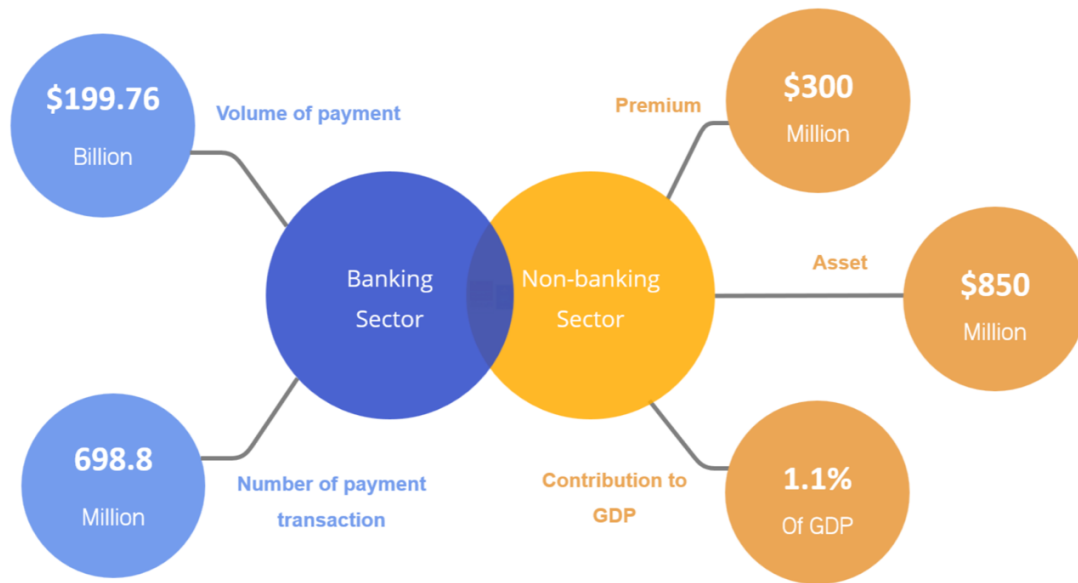 $199.76
Billion
Volume of payment
Banking
Sector
698.8
Million
Number of payment
transaction
Premium
$300
Million
Non-banking
Sector
Asset
$850
Million
Contribution to
GDP
1.1%
Of GDP